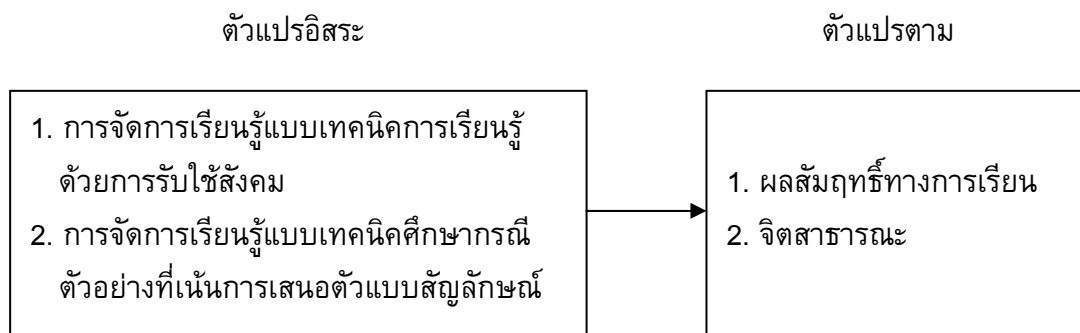 ตัวแปรอิสระ
ตัวแปรตาม
1. การจัดการเรียนรู้แบบเทคนิคการเรียนรู้
ด้วยการรับใช้สังคม
2. การจัดการเรียนรู้แบบเทคนิคศึกษากรณี
ตัวอย่างที่เน้นการเสนอตัวแบบสัญลักษณ์
1. ผลสัมฤทธิ์ทางการเรียน
2. จิตสาธารณะ